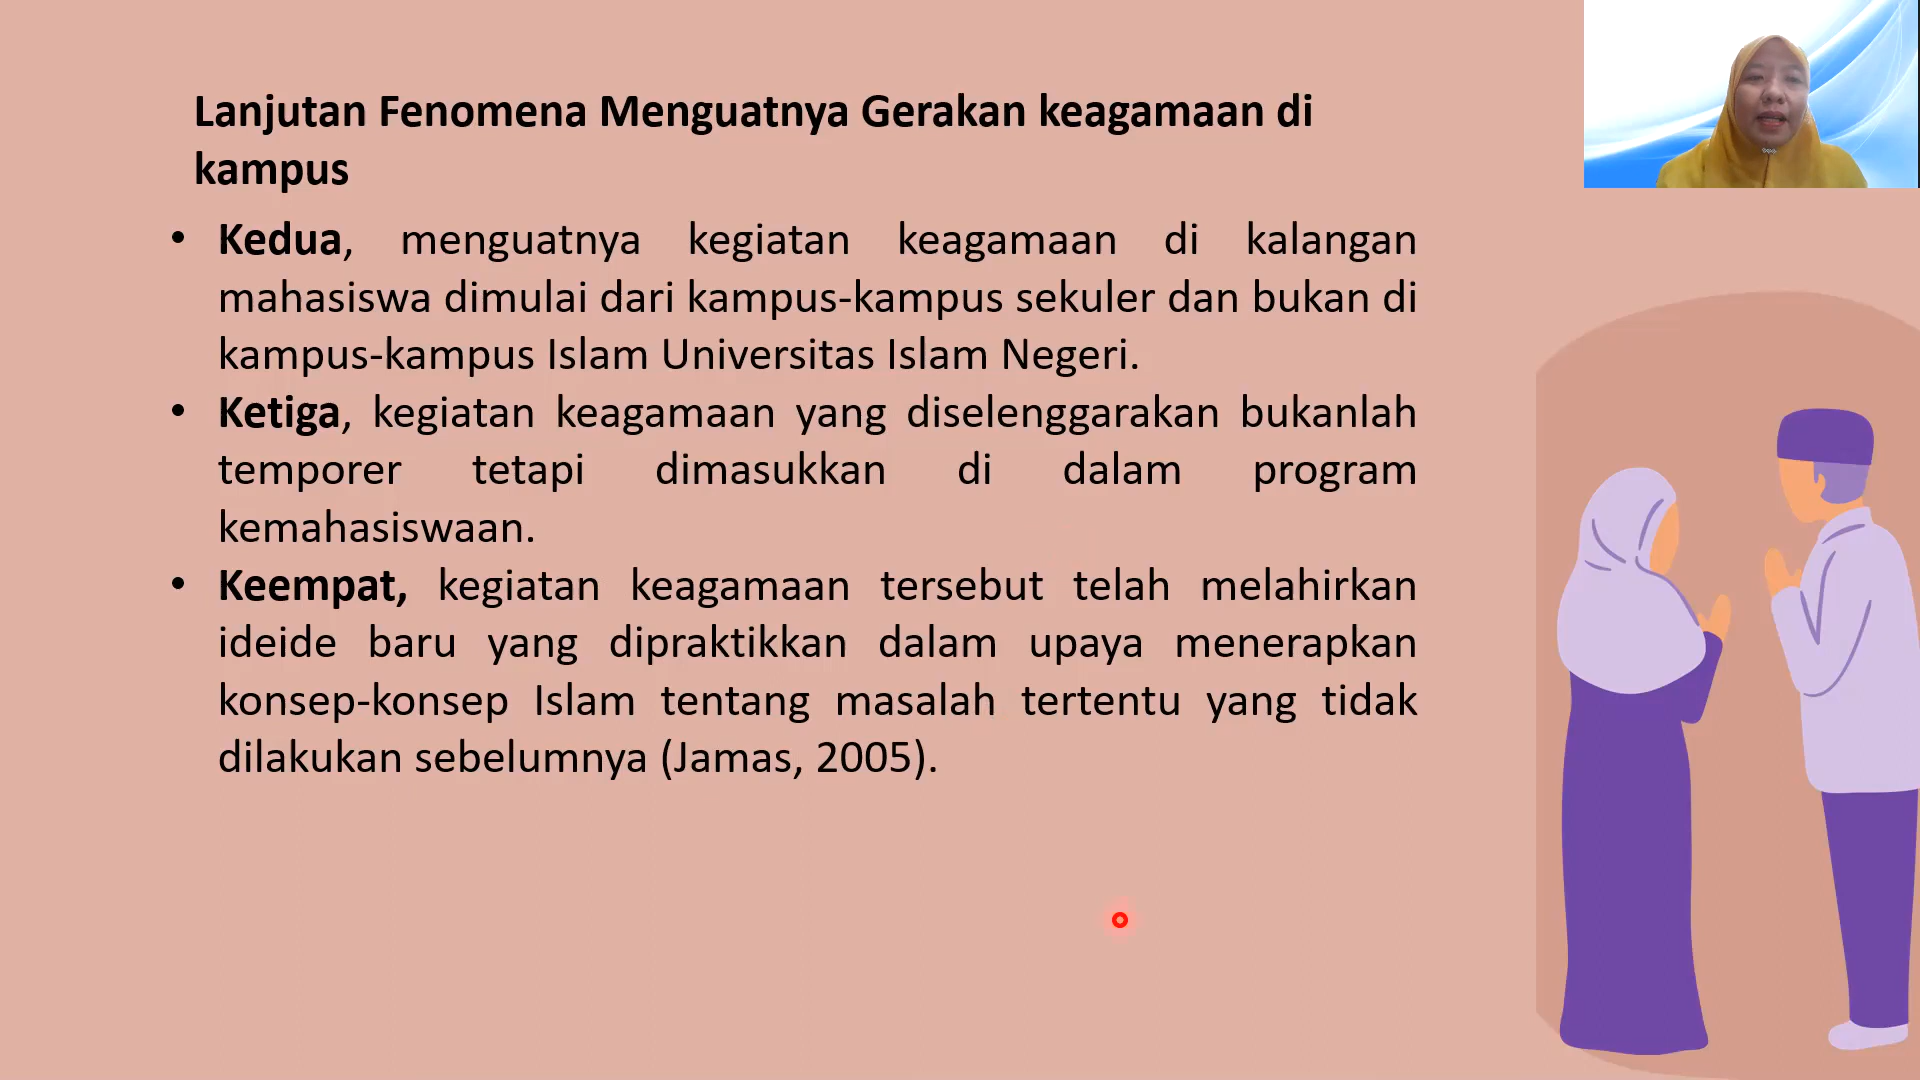 Lanjutan Fenomena Menguatnya Gerakan keagamaan di
kampus
• Kedua, menguatnya kegiatan keagamaan di kalangan
mahasiswa dimulai dari kampus-kampus sekuler dan bukan di
kampus-kampus Islam Universitas Islam Negeri.
• Ketiga, kegiatan keagamaan yang diselenggarakan bukanlah
temporer tetapi dimasukkan di dalam program
kemahasiswaan.
• Keempat, kegiatan keagamaan tersebut telah melahirkan
ideide baru yang dipraktikkan dalam upaya menerapkan
konsep-konsep Islam tentang masalah tertentu yang tidak
dilakukan sebelumnya (Jamas, 2005).